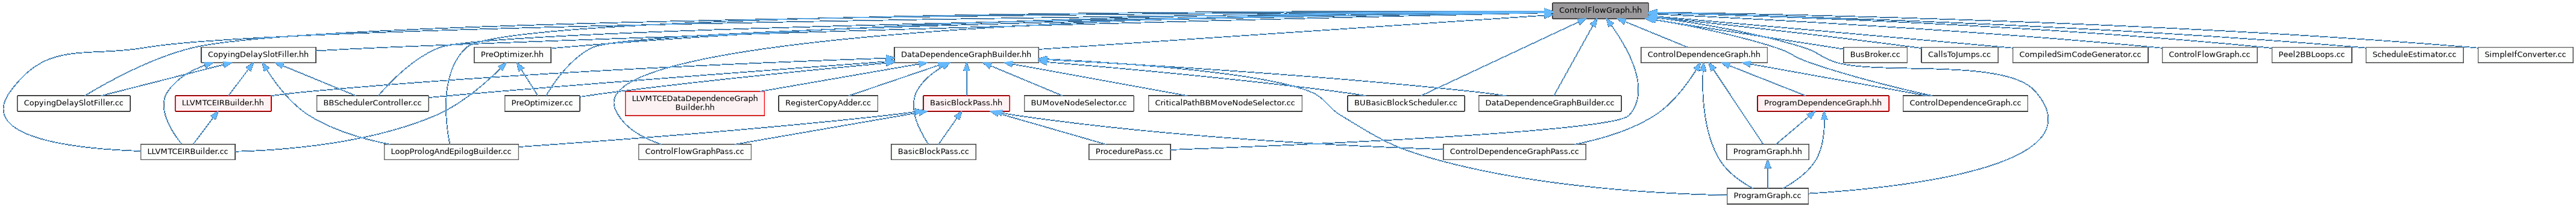 ControlFlowGraph.hh
CopyingDelaySlotFiller.hh
PreOptimizer.hh
DataDependenceGraphBuilder.hh
ControlDependenceGraph.hh
BusBroker.cc
CallsToJumps.cc
CompiledSimCodeGenerator.cc
ControlFlowGraph.cc
Peel2BBLoops.cc
ScheduleEstimator.cc
SimpleIfConverter.cc
CopyingDelaySlotFiller.cc
LLVMTCEIRBuilder.hh
BBSchedulerController.cc
PreOptimizer.cc
LLVMTCEDataDependenceGraph
Builder.hh
RegisterCopyAdder.cc
BasicBlockPass.hh
BUMoveNodeSelector.cc
CriticalPathBBMoveNodeSelector.cc
BUBasicBlockScheduler.cc
DataDependenceGraphBuilder.cc
ProgramDependenceGraph.hh
ControlDependenceGraph.cc
LLVMTCEIRBuilder.cc
LoopPrologAndEpilogBuilder.cc
ControlFlowGraphPass.cc
BasicBlockPass.cc
ProcedurePass.cc
ControlDependenceGraphPass.cc
ProgramGraph.hh
ProgramGraph.cc